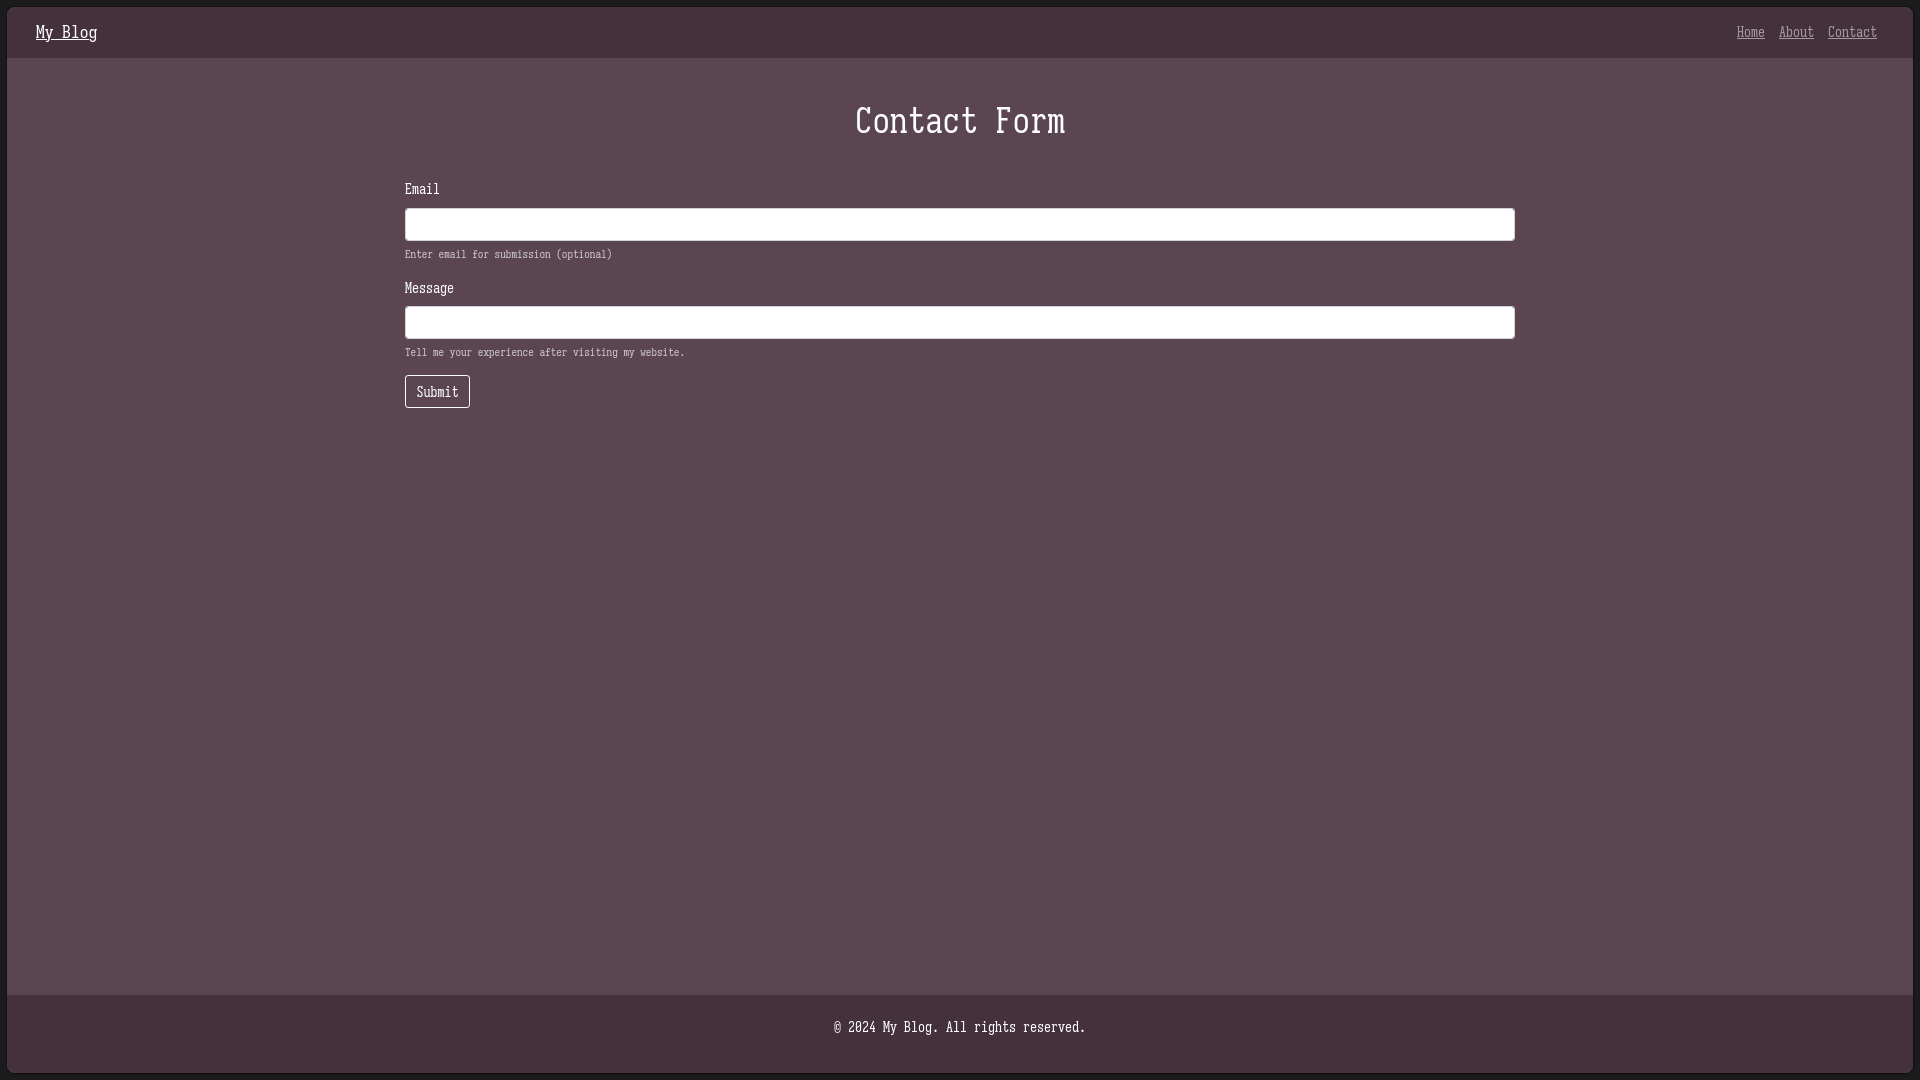 My Blog
Home About Contact
Contact Form
Email
Enter email for submission (optional)
Message
Tell me your experience after visiting my website.
Submit
© 2024 My Blog. All rights reserved.